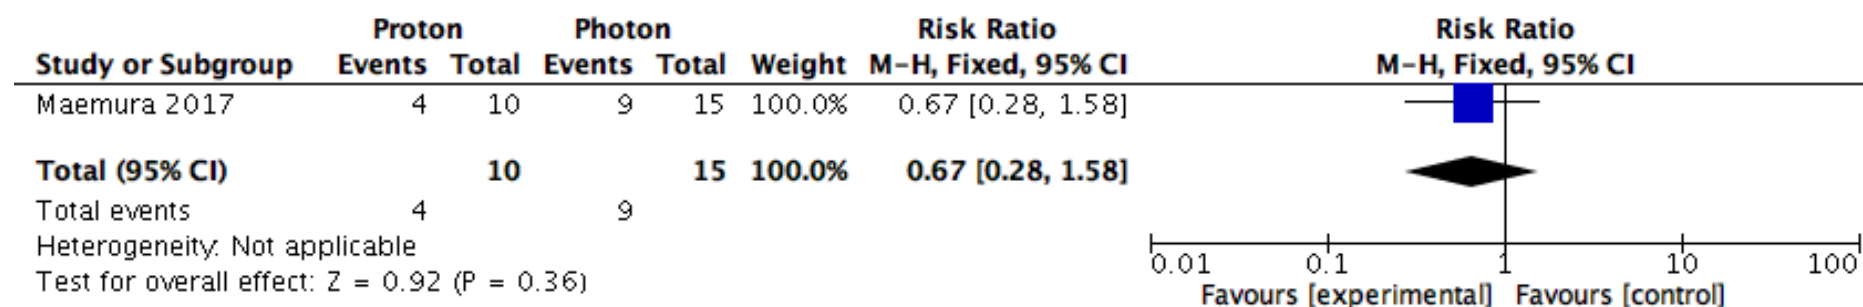 Proton Photon Risk Ratio Risk Ratio
Study or Subgroup Events Total Events Total Weight M-H, Fixed, 95% CI M-H, Fixed, 95% CI
Maemura 2017 4 10 9 15 100.0% 0.67 [0.28, 1.58]
Total (95% CI) 10 15 100.0% 0.67 [0.28, 1.58]
Total events 4 9
Heterogeneity: Not applicable
Test for overall effect: Z = 0.92 (P = 0.36)
0.01 0.1 1 10 100
Favours [experimental] Favours [control]